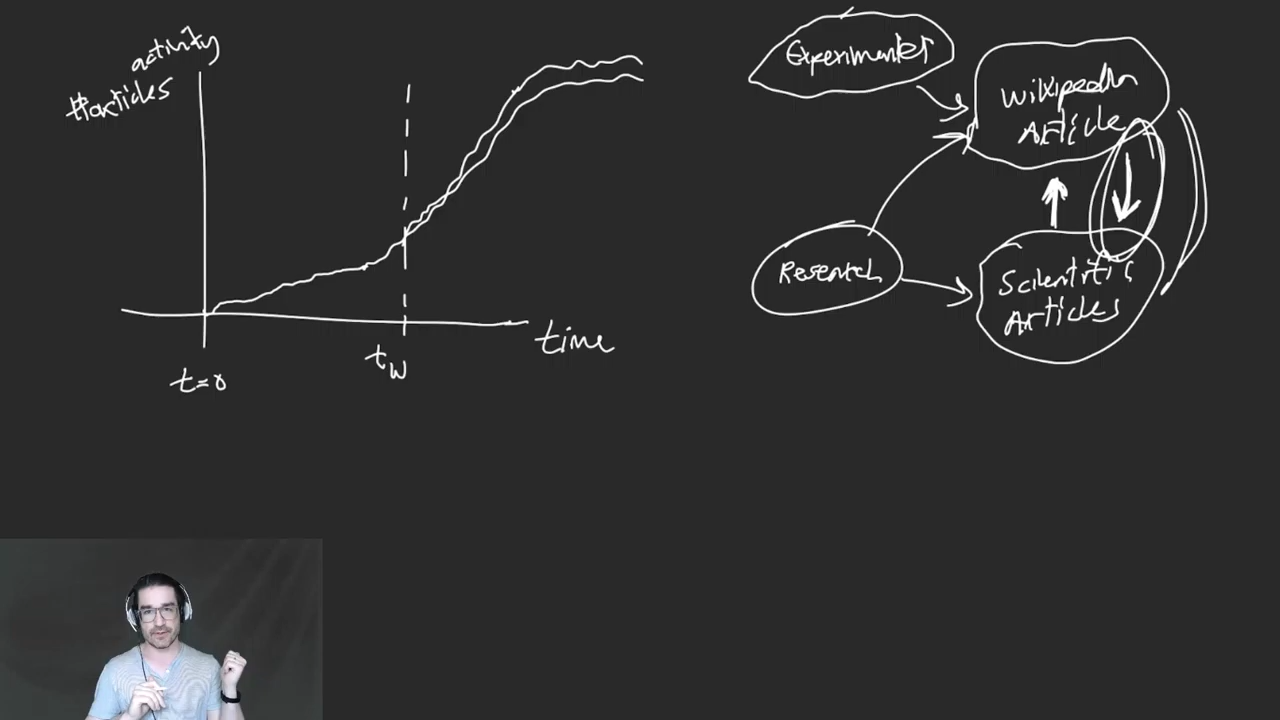 activity
#articles
t=0
tw
time
Experimenter
Wikipedia
Article
Research
Scientific
Articles